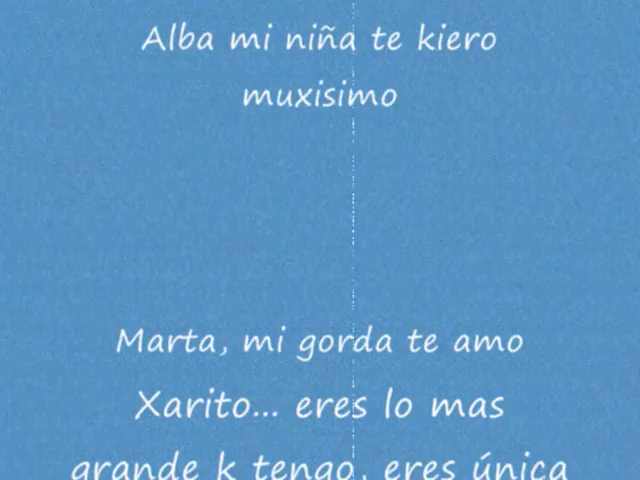 Alba mi niña te kiero
muxisimo
Marta, mi gorda te amo
Xarito... eres lo mas
grande k tengo, eres única